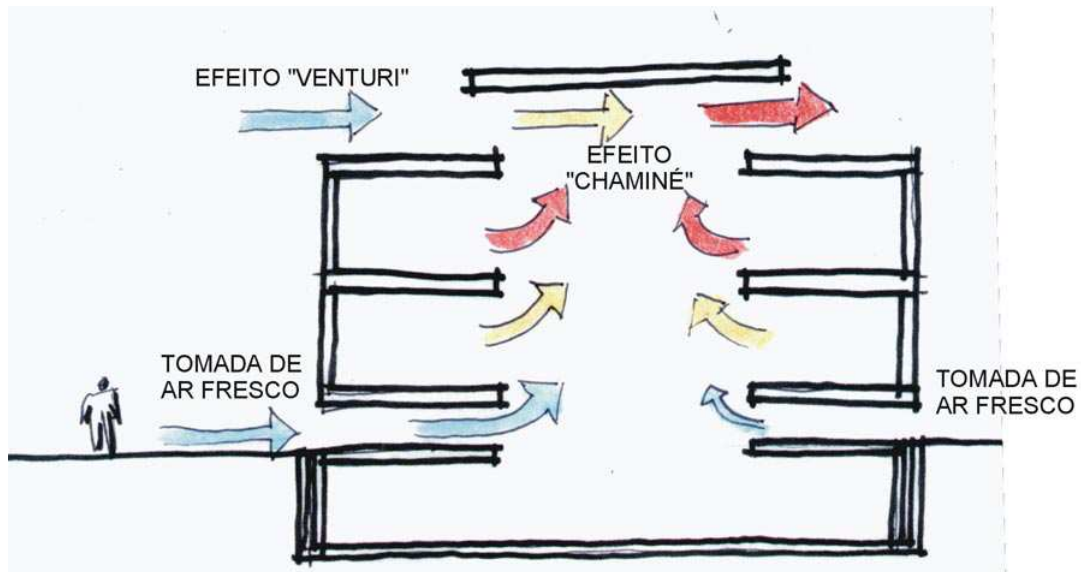 EFEITO "VENTURI"
EFEITO
"CHAMINÉ"
TOMADA DE
AR FRESCO
TOMADA DE
AR FRESCO